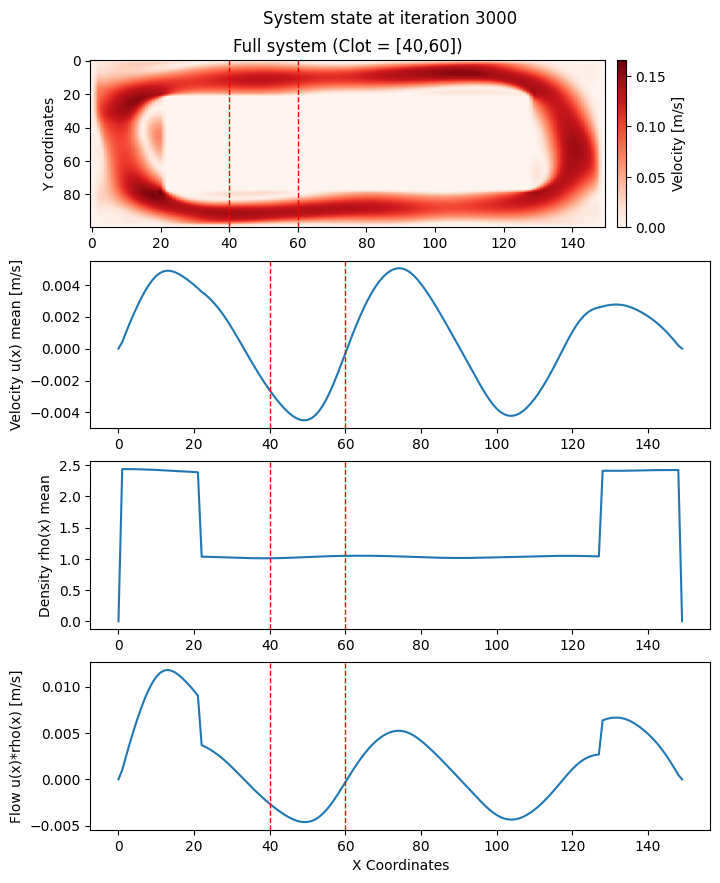 System state at iteration 3000
Full system (Clot = [40,60])
Y coordinates
0
20
40
60
80
0 20 40 60 80 100 120 140
0.15
0.10
0.05
0.00
Velocity [m/s]
Velocity u(x) mean [m/s]
0.004
0.002
0.000
−0.002
−0.004
0 20 40 60 80 100 120 140
Density rho(x) mean
2.5
2.0
1.5
1.0
0.5
0.0
0 20 40 60 80 100 120 140
Flow u(x)*rho(x) [m/s]
0.010
0.005
0.000
−0.005
0 20 40 60 80 100 120 140
X Coordinates